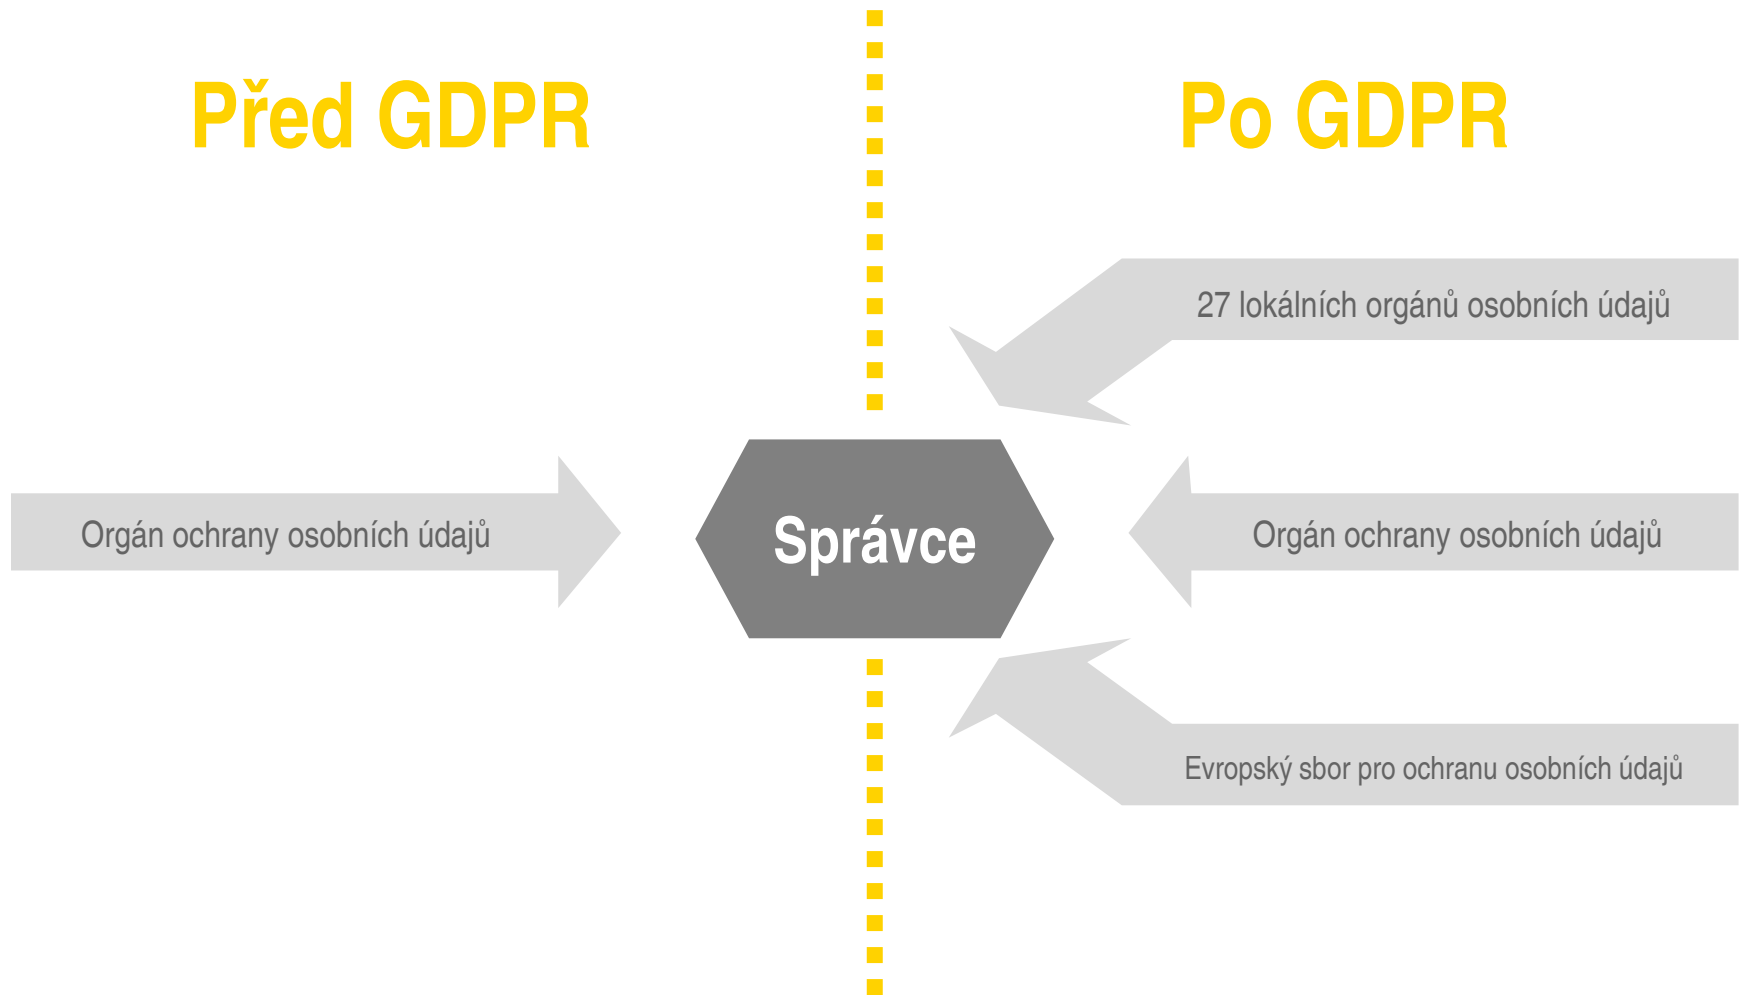 Před GDPR
Po GDPR
27 lokálních orgánů osobních údajů
Orgán ochrany osobních údajů
Správce
Orgán ochrany osobních údajů
Evropský sbor pro ochranu osobních údajů